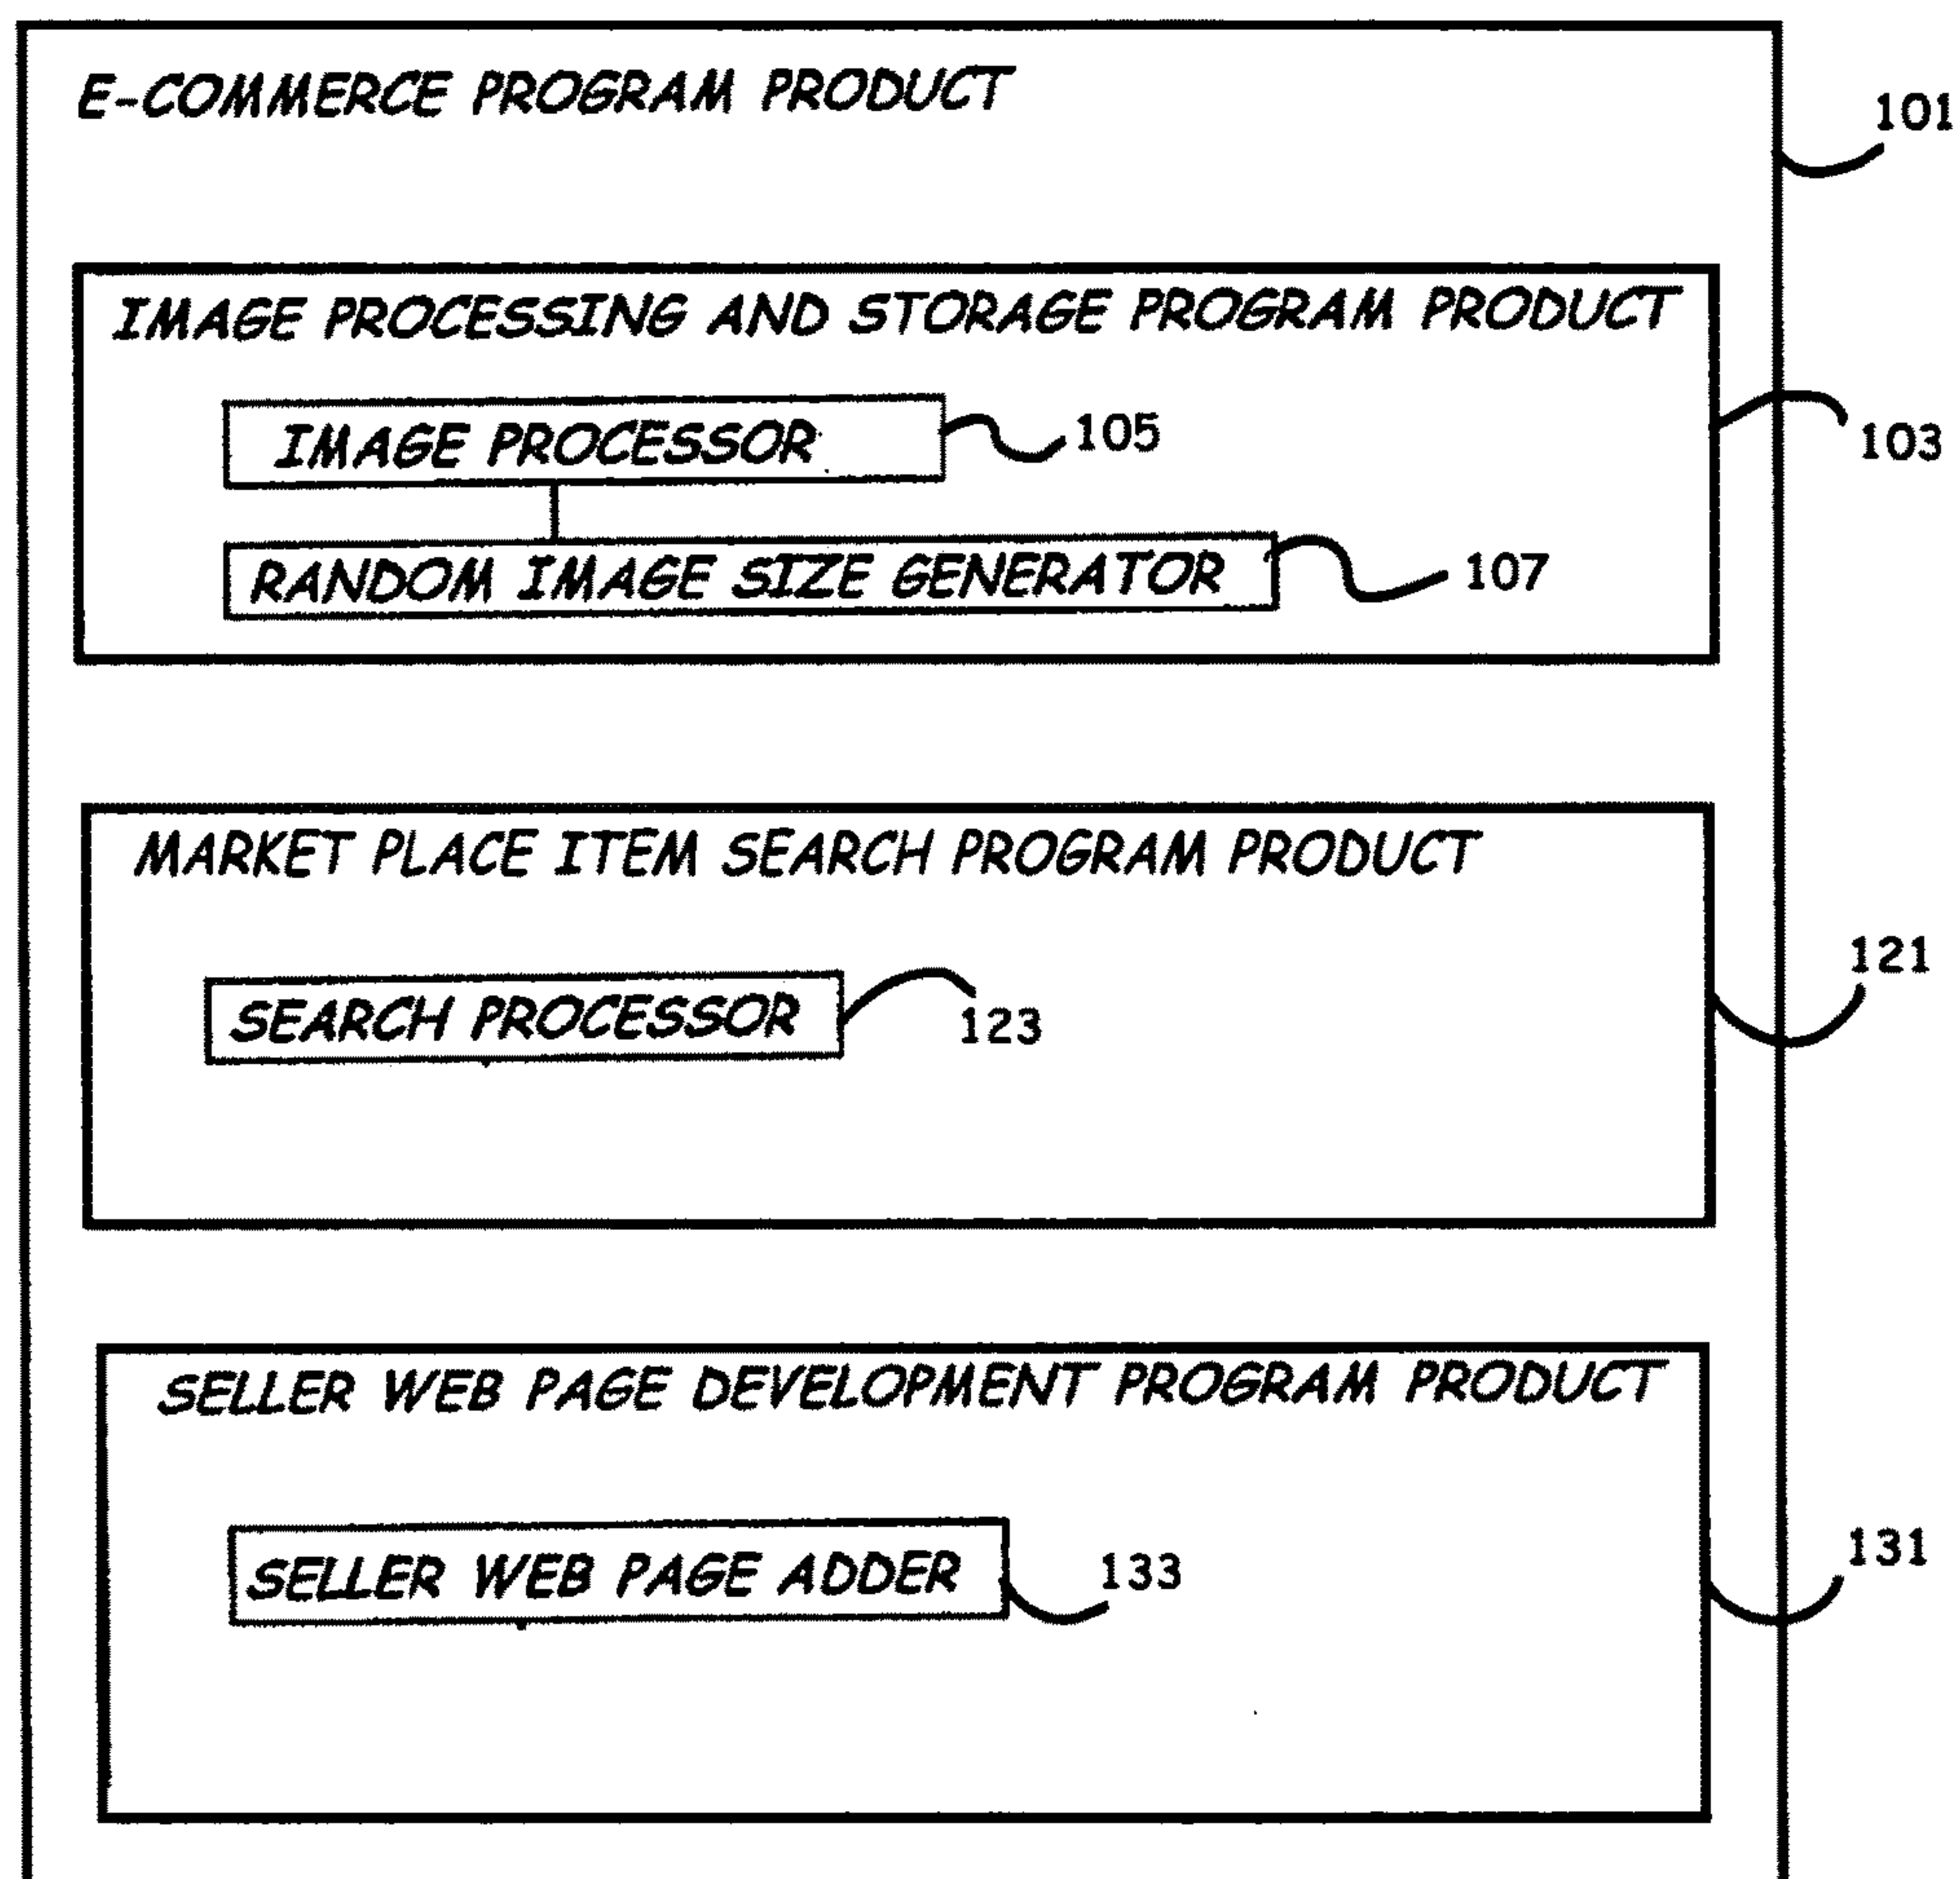 E-COMMERCE PROGRAM PRODUCT
101
IMAGE PROCESSING AND STORAGE PROGRAM PRODUCT
IMAGE PROCESSOR
105
103
RANDOM IMAGE SIZE GENERATOR
107
MARKET PLACE ITEM SEARCH PROGRAM PRODUCT
121
SEARCH PROCESSOR
123
SELLER WEB PAGE DEVELOPMENT PROGRAM PRODUCT
131
SELLER WEB PAGE ADDER
133